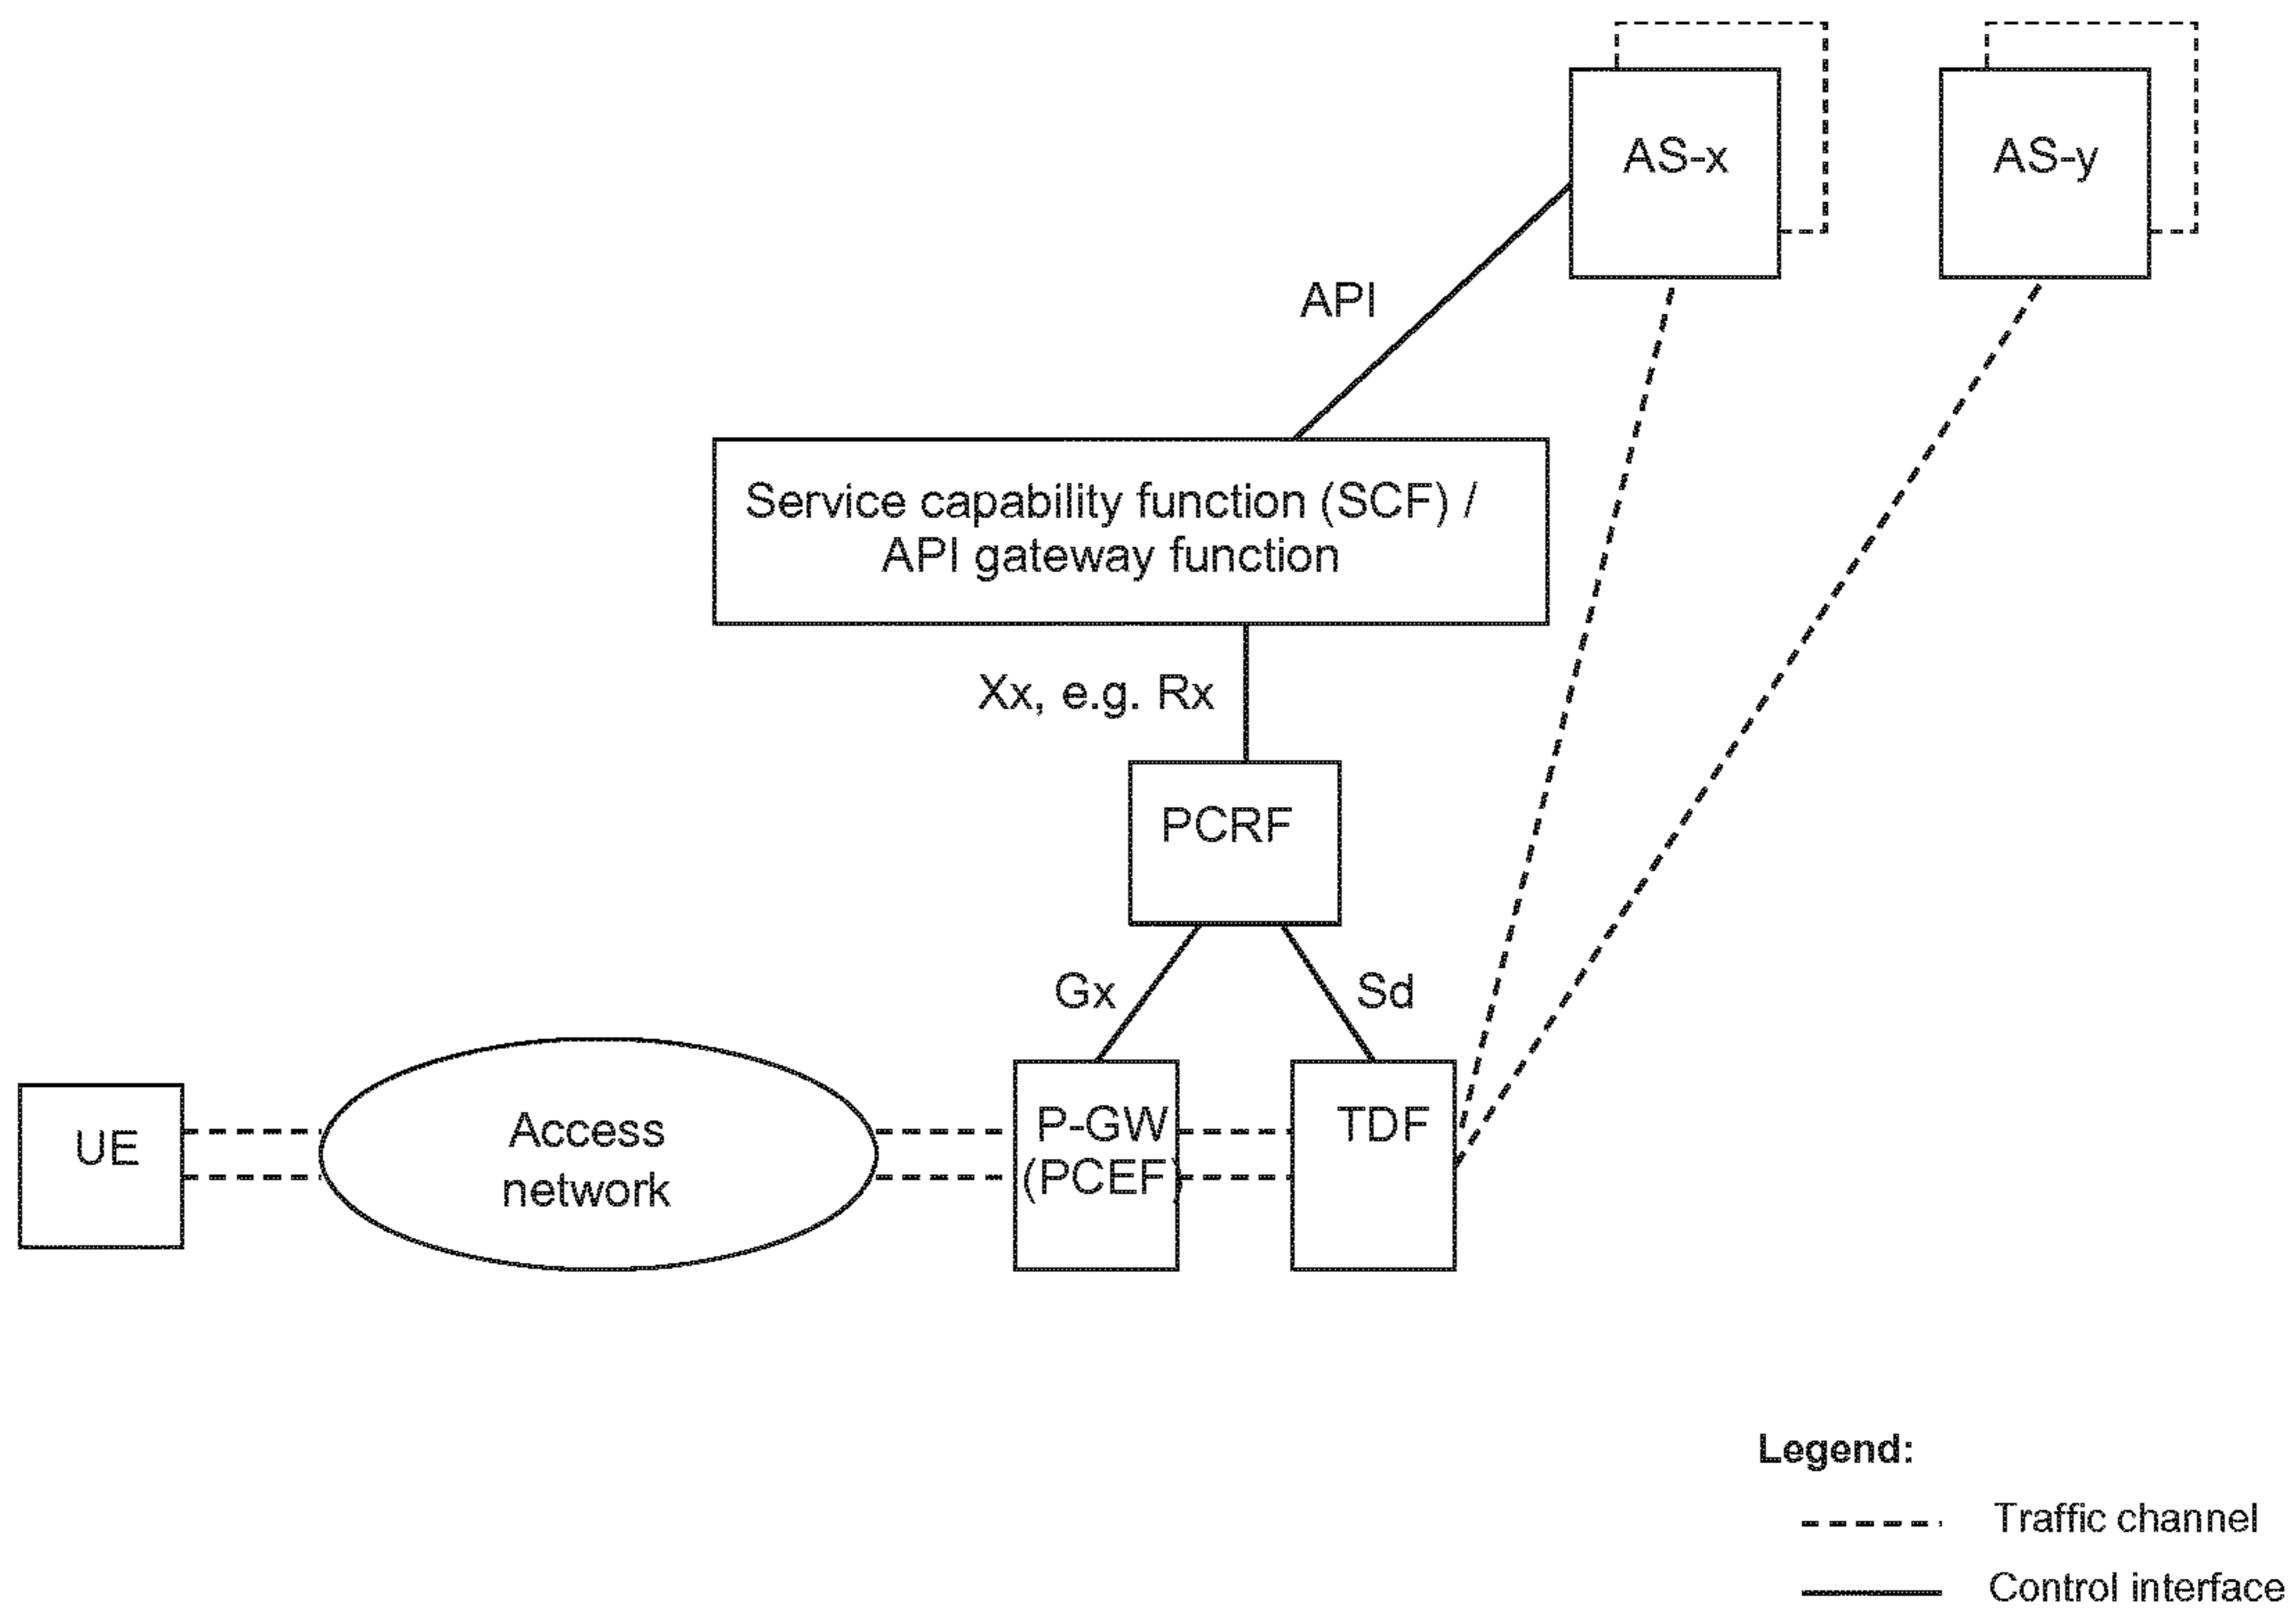 AS-x
AS-y
API
Service capability function (SCF) /
API gateway function
Xx, e.g. Rx
PCRF
Gx
Sd
UE
Access
network
P-GW
(PCEF)
TDF
Legend:
Traffic channel
Control interface